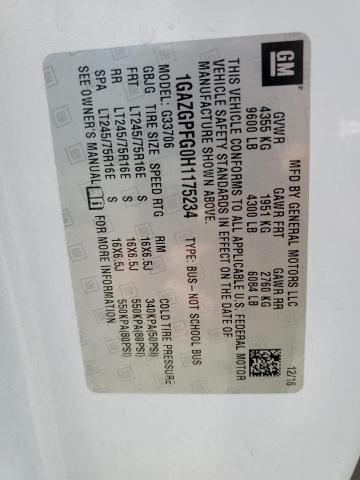 GM
MFD BY GENERAL MOTORS LLC 12/16
GVWR GAWR FRT GAWR RR
4355 KG 1951 KG 2760 KG
9600 LB 4300 LB 6084 LB
THIS VEHICLE CONFORMS TO ALL APPLICABLE U.S. FEDERAL MOTOR
VEHICLE SAFETY STANDARDS IN EFFECT ON THE DATE OF
MANUFACTURE SHOWN ABOVE.
1GAZGPFG0H1175234 TYPE: BUS-NOT SCHOOL BUS
MODEL: G33706
GBJG TIRE SIZE SPEED RTG RIM COLD TIRE PRESSURE
FRT LT245/75R16E S 16X6.5J 340KPA(50PSI)
RR LT245/75R16E S 16X6.5J 550KPA(80PSI)
SPA LT245/75R16E S 16X6.5J 550KPA(80PSI)
SEE OWNER'S MANUAL FOR MORE INFORMATION